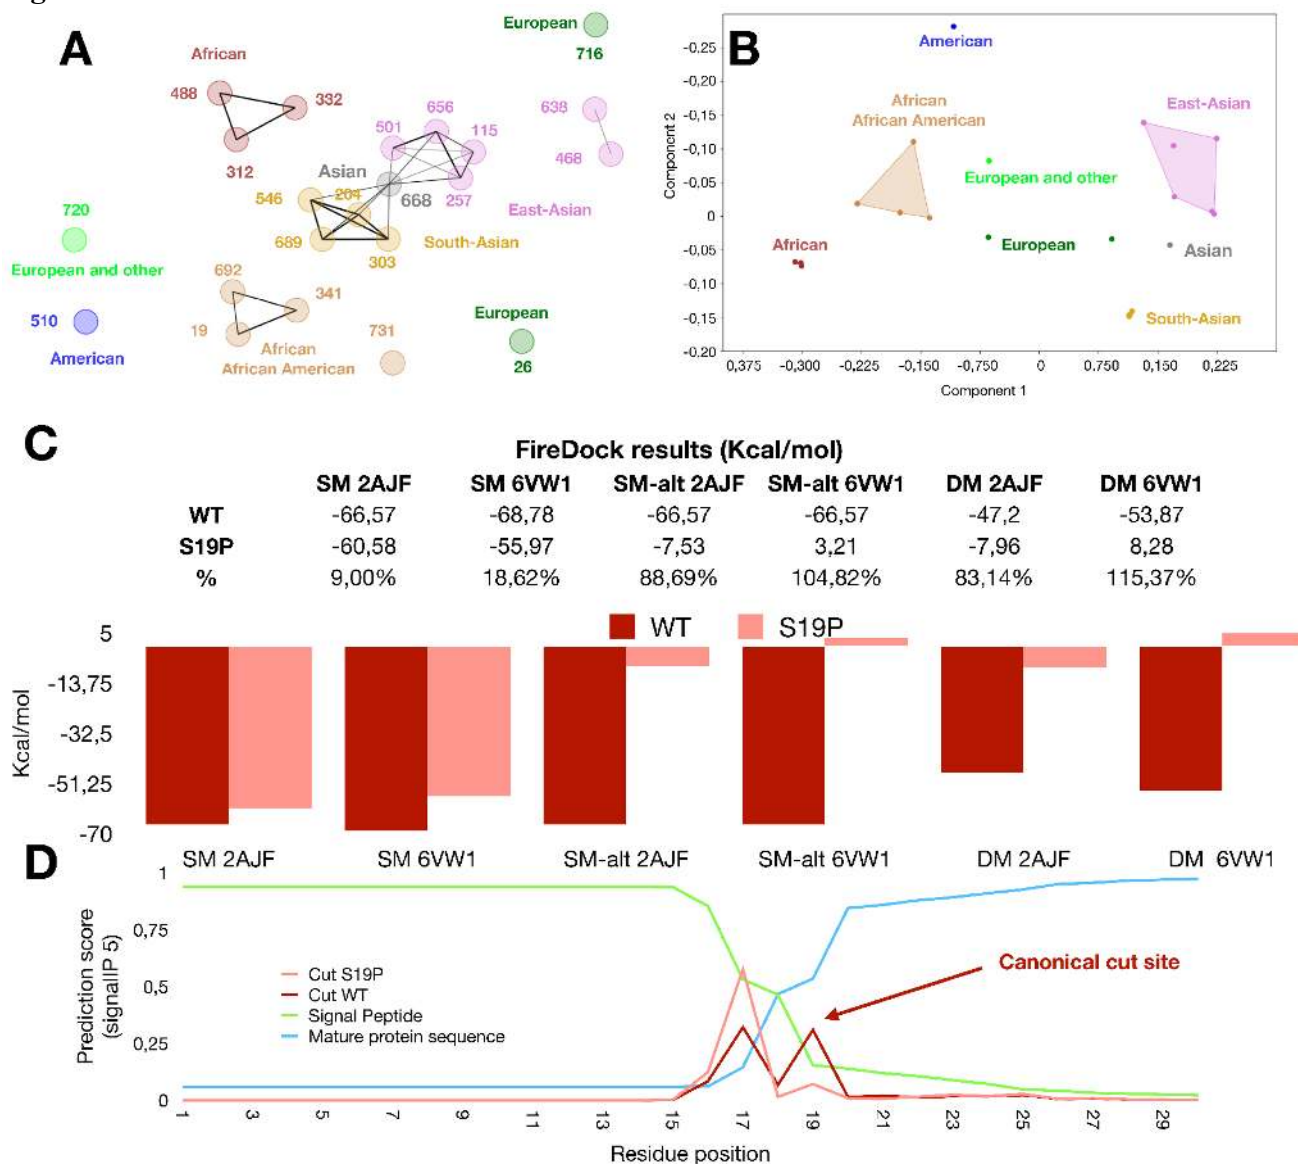 A
African
488
332
312
European
716
656
501
115
638
468
Asian
546
204
668
257
East-Asian
720
689
303
South-Asian
European and other
692
341
510
19
731
American
African
African American
European
26
B
-0,25
-0,15
-0,15
-0,10
-0,05
0
-0,05
-0,10
-0,15
-0,20
Component 2
American
African
African American
East-Asian
European and other
African
European
Asian
South-Asian
0,375
-0,300
-0,225
-0,150
-0,750
0
0,750
0,150
0,225
Component 1
C
FireDock results (Kcal/mol)
SM 2AJF SM 6VW1 SM-alt 2AJF SM-alt 6VW1 DM 2AJF DM 6VW1
WT -66,57 -68,78 -66,57 -66,57 -47,2 -53,87
S19P -60,58 -55,97 -7,53 3,21 -7,96 8,28
% 9,00% 18,62% 88,69% 104,82% 83,14% 115,37%
WT S19P
5
-13,75
-32,5
-51,25
-70
Kcal/mol
SM 2AJF SM 6VW1 SM-alt 2AJF SM-alt 6VW1 DM 2AJF DM 6VW1
D
1
0,75
0,5
0,25
0
Prediction score
(signalIP 5)
Cut S19P
Cut WT
Signal Peptide
Mature protein sequence
Canonical cut site
1 3 5 7 9 11 13 15 17 19 21 23 25 27 29
Residue position